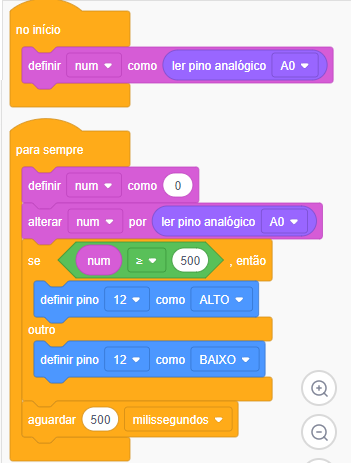 no início
definir num como ler pino analógico A0
para sempre
definir num como 0
alterar num por ler pino analógico A0
se num ≥ 500 , então
definir pino 12 como ALTO
outro
definir pino 12 como BAIXO
aguardar 500 milissegundos